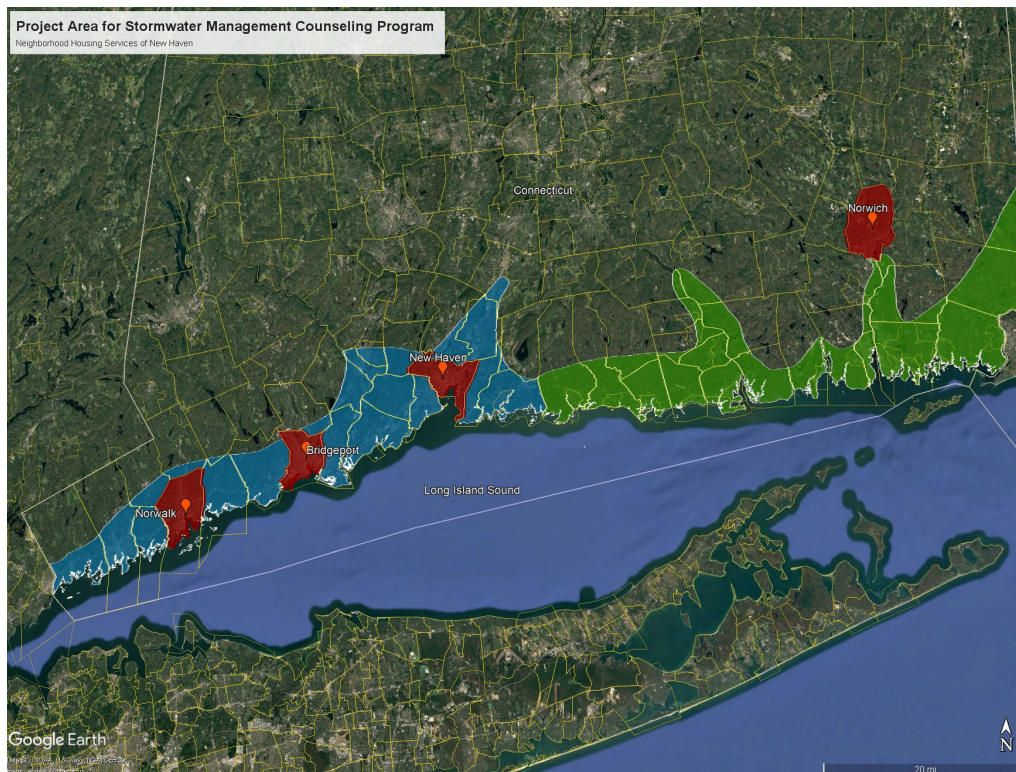 Project Area for Stormwater Management Counseling Program
Neighborhood Housing Services of New Haven
Connecticut
Norwich
New Haven
Bridgeport
Long Island Sound
Norwalk
Google Earth
N
20 mi